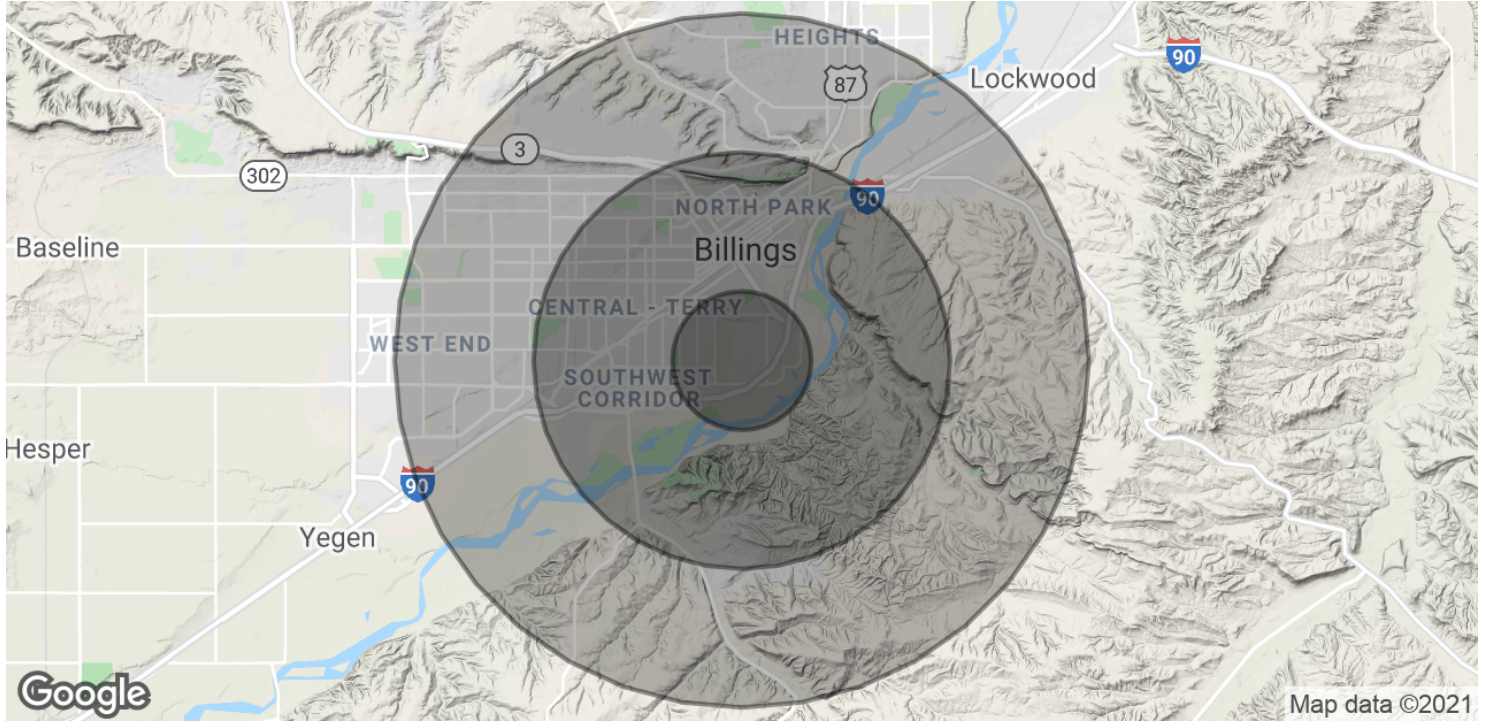 HEIGHTS
90
Lockwood
87
3
302
90
NORTH PARK
Baseline
Billings
CENTRAL - TERRY
WEST END
SOUTHWEST
CORRIDOR
Hesper
90
Yegen
Google
Map data ©2021